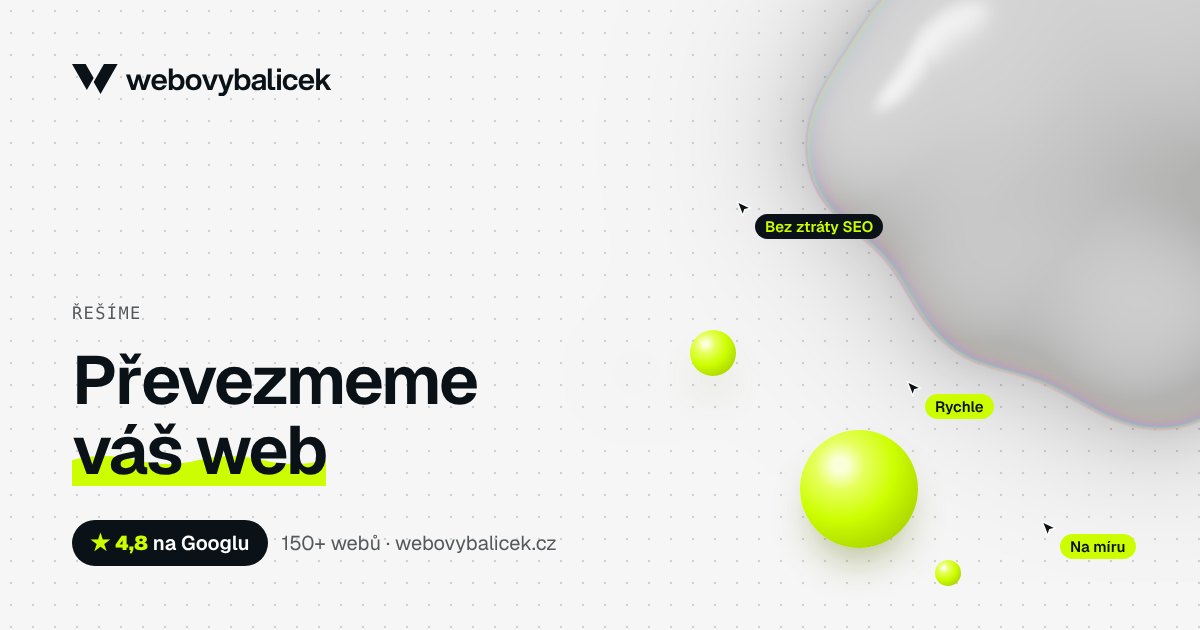 webovybalicek
Bez ztráty SEO
ŘEŠÍME
Převezmeme
váš web
Rychle
★ 4,8 na Googlu
150+ webů · webovybalicek.cz
Na míru